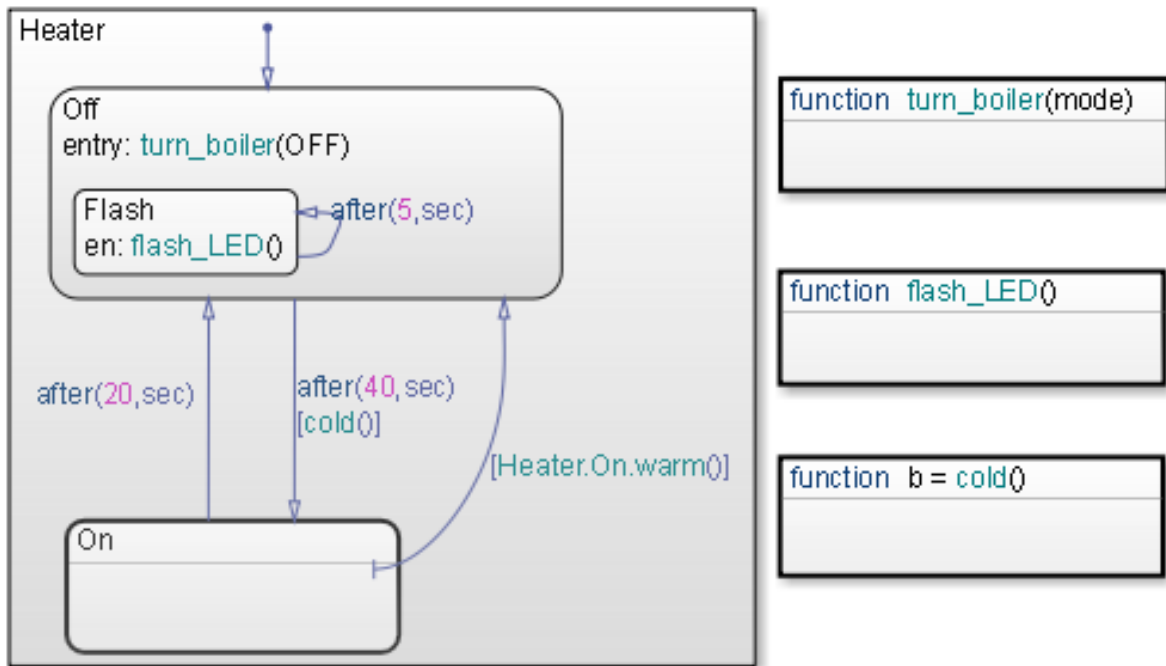 Heater
Off
entry: turn_boiler(OFF)
Flash
en: flash_LED()
after(5,sec)
after(20,sec)
after(40,sec)
[cold()]
[Heater.On.warm()]
On
function turn_boiler(mode)
function flash_LED()
function b = cold()